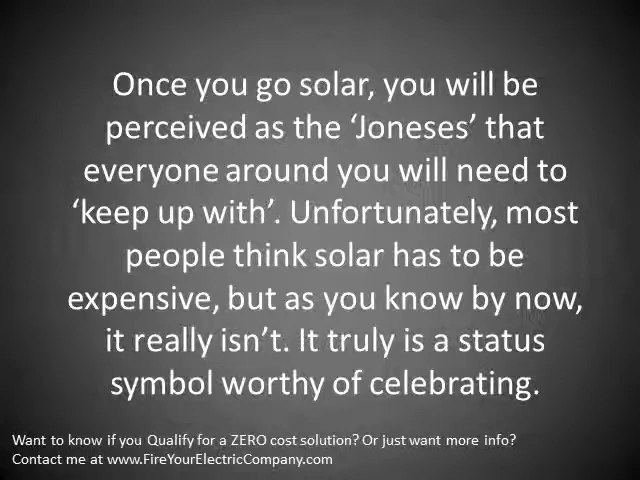 Once you go solar, you will be
perceived as the ‘Joneses’ that
everyone around you will need to
‘keep up with’. Unfortunately, most
people think solar has to be
expensive, but as you know by now,
it really isn’t. It truly is a status
symbol worthy of celebrating.
Want to know if you Qualify for a ZERO cost solution? Or just want more info?
Contact me at www.FireYourElectricCompany.com